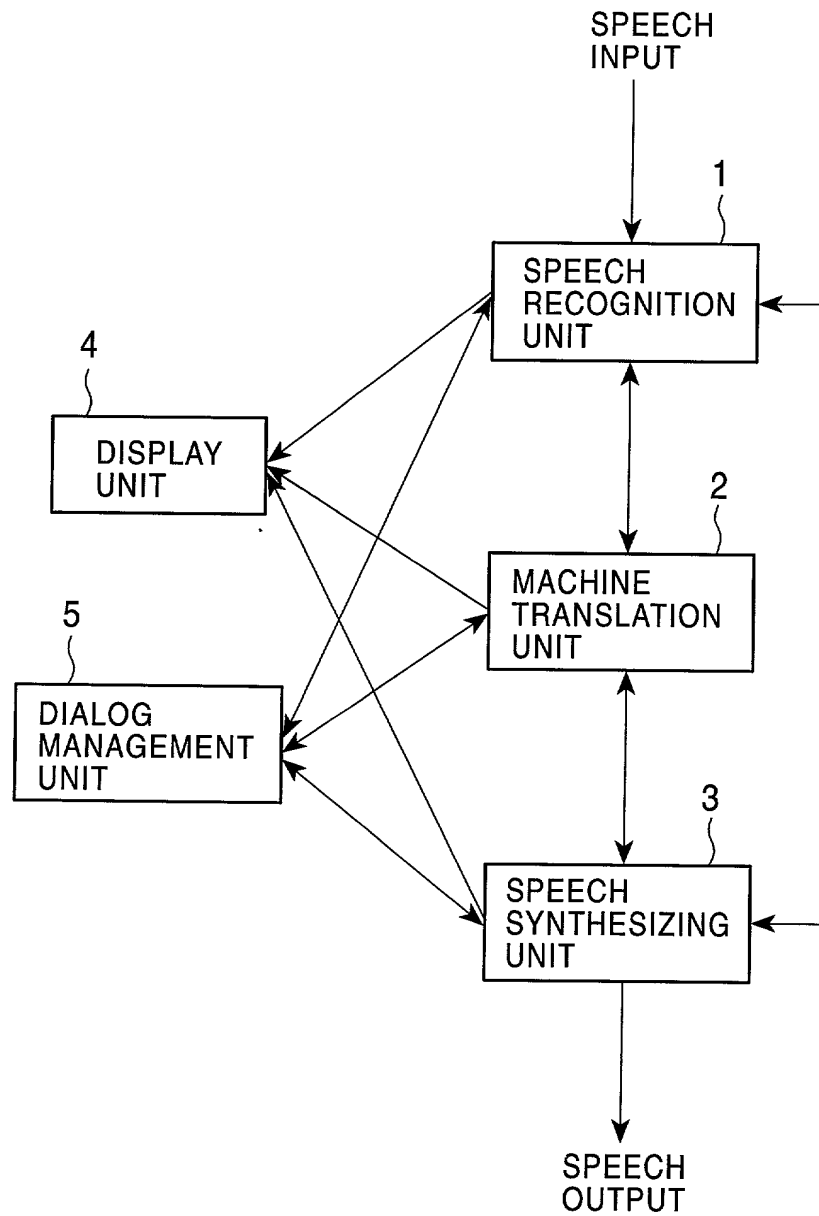 SPEECH
INPUT
1
SPEECH
RECOGNITION
UNIT
4
DISPLAY
UNIT
2
MACHINE
TRANSLATION
UNIT
5
DIALOG
MANAGEMENT
UNIT
3
SPEECH
SYNTHESIZING
UNIT
SPEECH
OUTPUT